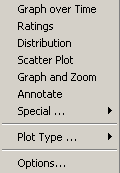 Graph over Time
Ratings
Distribution
Scatter Plot
Graph and Zoom
Annotate
Special ...
Plot Type ...
Options...